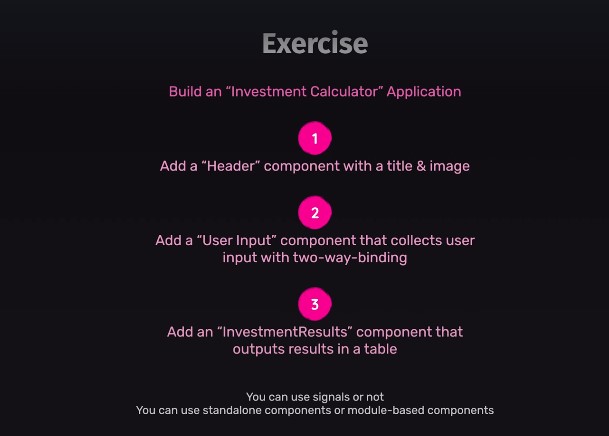 Exercise
Build an “Investment Calculator” Application
1
Add a “Header” component with a title & image
2
Add a “User Input” component that collects user
input with two-way-binding
3
Add an “InvestmentResults” component that
outputs results in a table
You can use signals or not
You can use standalone components or module-based components